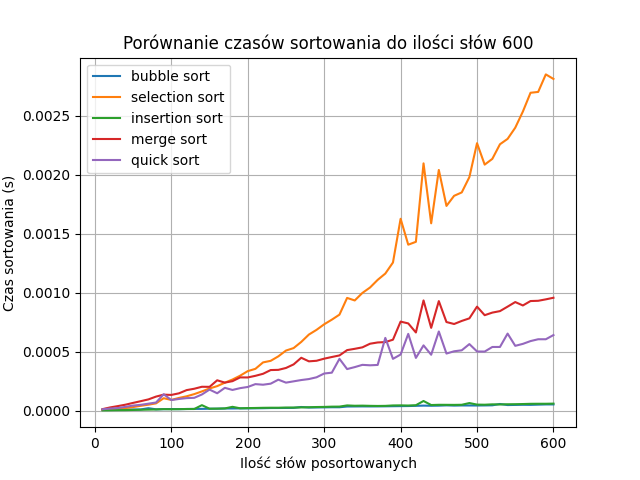 Porównanie czasów sortowania do ilości słów 600
bubble sort
selection sort
insertion sort
merge sort
quick sort
Czas sortowania (s)
0.0025
0.0020
0.0015
0.0010
0.0005
0.0000
0 100 200 300 400 500 600
Ilość słów posortowanych